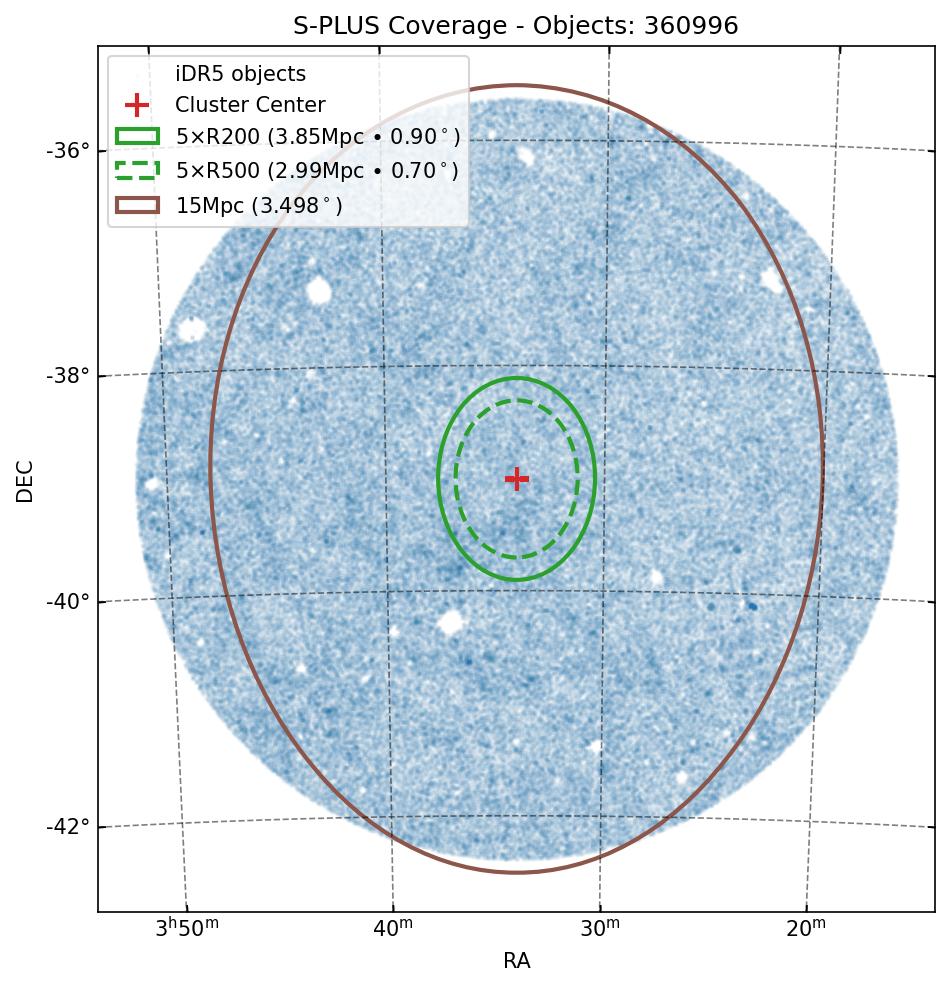 S-PLUS Coverage - Objects: 360996
iDR5 objects
Cluster Center
5×R200 (3.85Mpc • 0.90°)
5×R500 (2.99Mpc • 0.70°)
15Mpc (3.498°)
-36°
-38°
-40°
-42°
DEC
3ʰ50ᵐ
40ᵐ
30ᵐ
20ᵐ
RA